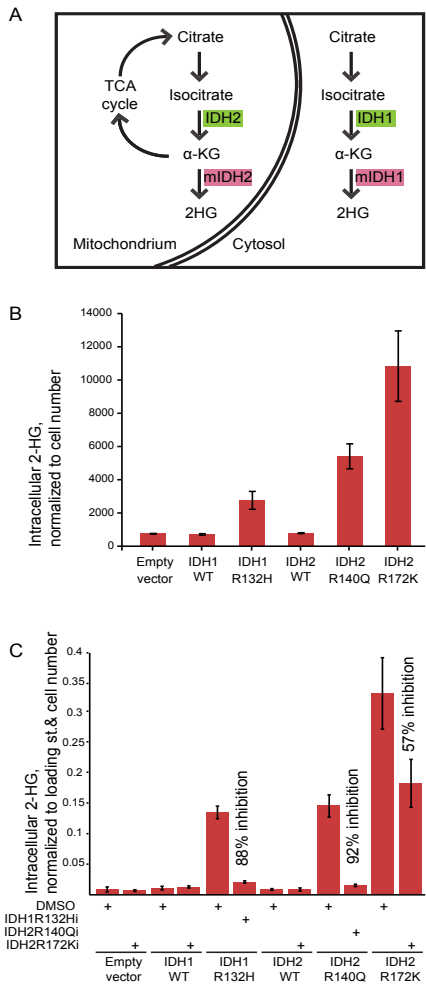 A
Citrate
Citrate
TCA
cycle
Isocitrate
Isocitrate
IDH2
IDH1
α-KG
α-KG
mIDH2
mIDH1
2HG
2HG
Mitochondrium
Cytosol
B
Intracellular 2-HG,
normalized to cell number
14000
12000
10000
8000
6000
4000
2000
0
Empty
vector
IDH1
WT
IDH1
R132H
IDH2
WT
IDH2
R140Q
IDH2
R172K
C
Intracellular 2-HG,
normalized to loading st.& cell number
0.4
0.35
0.3
0.25
0.2
0.15
0.1
0.05
88% inhibition
92% inhibition
57% inhibition
DMSO + + + + + +
IDH1R132Hi +
IDH2R140Qi +
IDH2R172Ki + + + +
Empty
vector
IDH1
WT
IDH1
R132H
IDH2
WT
IDH2
R140Q
IDH2
R172K